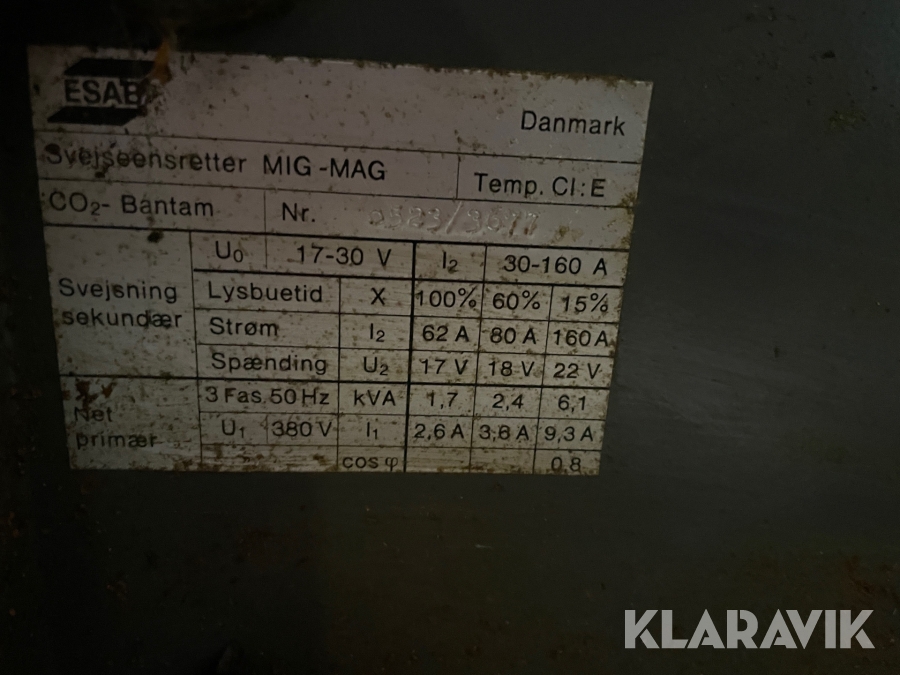 ESAB
Danmark
Svejseensretter MIG-MAG
Temp. Cl: E
CO₂- Bantam
Nr.
U₀ 17-30 V I₂ 30-160 A
Svejsning sekundær
Lysbuetid X 100% 60% 15%
Strøm I₂ 62 A 80 A 160 A
Spænding U₂ 17 V 18 V 22 V
Net primær
3 Fas. 50 Hz kVA 1,7 2,4 6,1
U₁ 380 V I₁ 2,6 A 3,6 A 9,3 A
cos φ 0,8
KLARAVIK